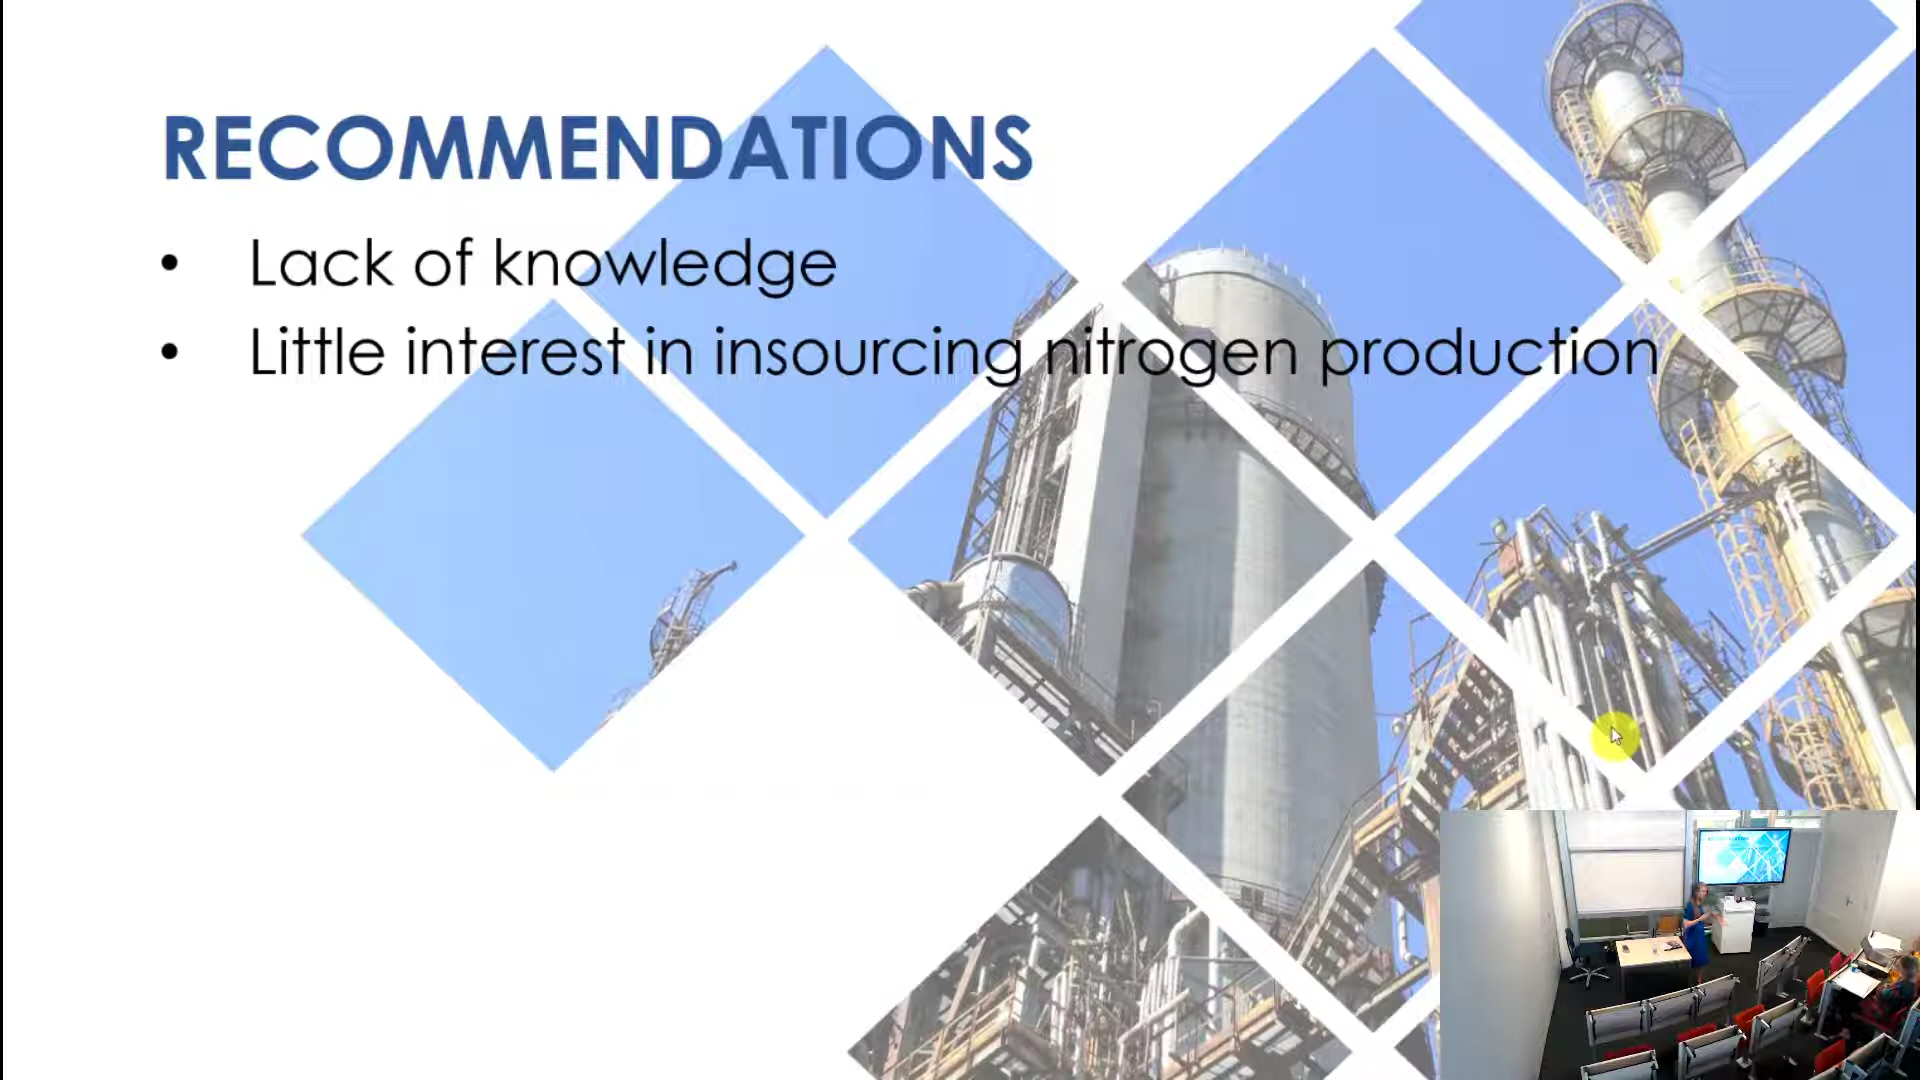 RECOMMENDATIONS
• Lack of knowledge
• Little interest in insourcing nitrogen production